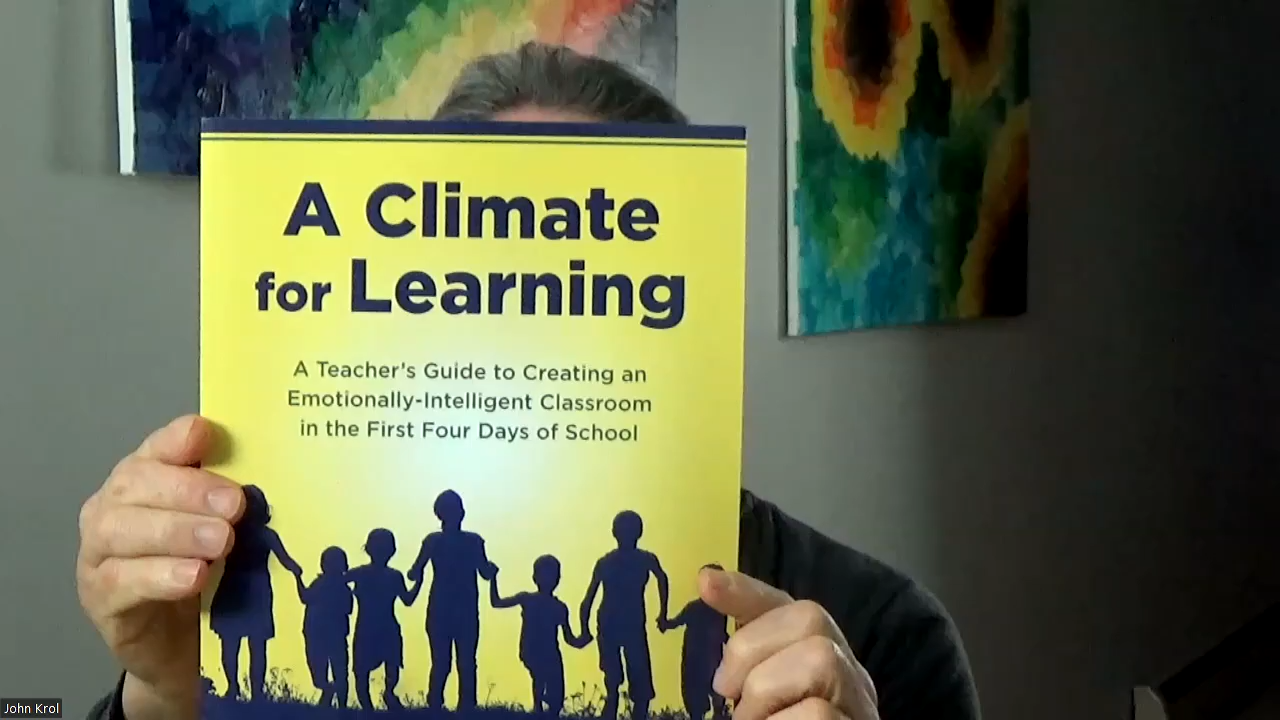 A Climate
for Learning
A Teacher's Guide to Creating an
Emotionally-Intelligent Classroom
in the First Four Days of School
John Krol